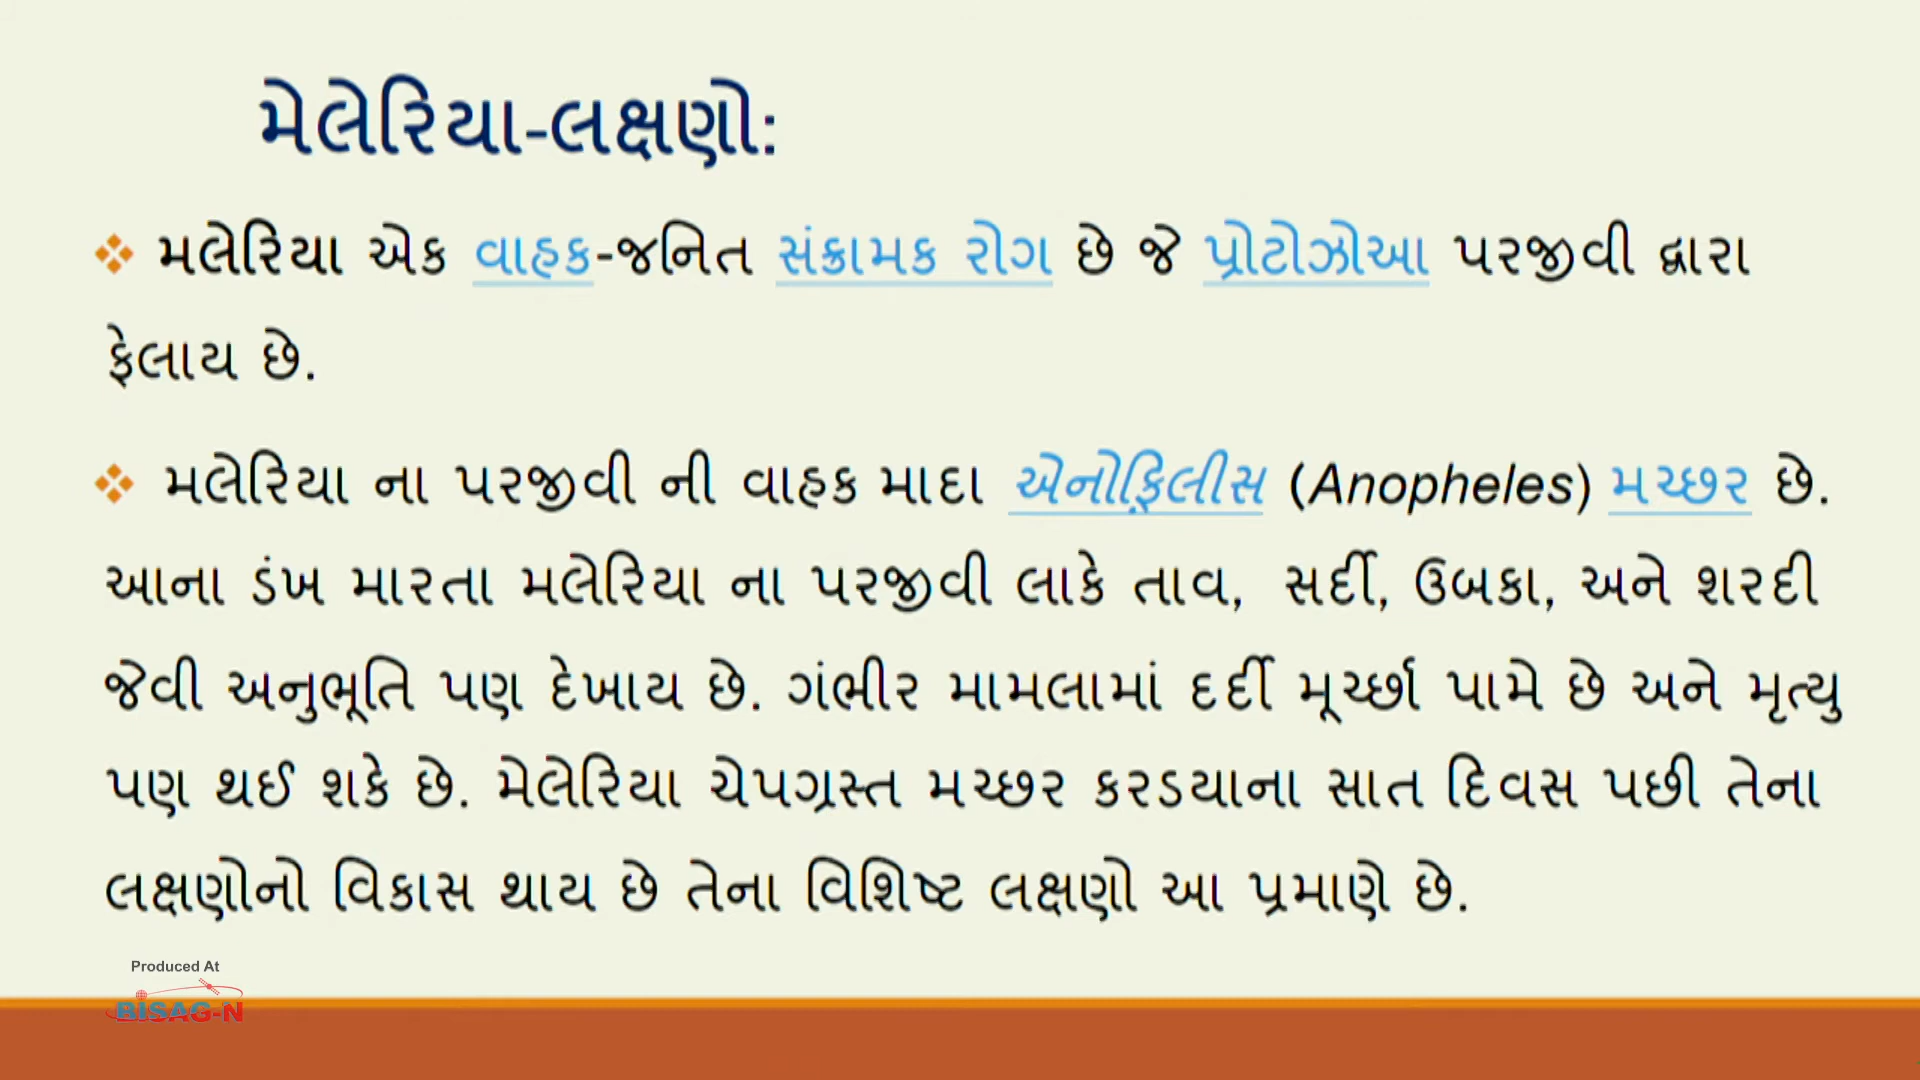 મેલેરિયા-લક્ષણો:
❖ મલેરિયા એક વાહક-જનિત સંક્રામક રોગ છે જે પ્રોટોઝોઆ પરજીવી દ્વારા
ફેલાય છે.
❖ મલેરિયા ના પરજીવી ની વાહક માદા એનોફ઼િલીસ (Anopheles) મચ્છર છે.
આના ડંખ મારતા મલેરિયા ના પરજીવી લાકે તાવ, સર્દી, ઉબકા, અને શરદી
જેવી અનુભૂતિ પણ દેખાય છે. ગંભીર મામલામાં દર્દી મૂર્ચ્છા પામે છે અને મૃત્યુ
પણ થઈ શકે છે. મેલેરિયા ચેપગ્રસ્ત મચ્છર કરડયાના સાત દિવસ પછી તેના
લક્ષણોનો વિકાસ થાય છે તેના વિશિષ્ટ લક્ષણો આ પ્રમાણે છે.
Produced At
BISAG-N